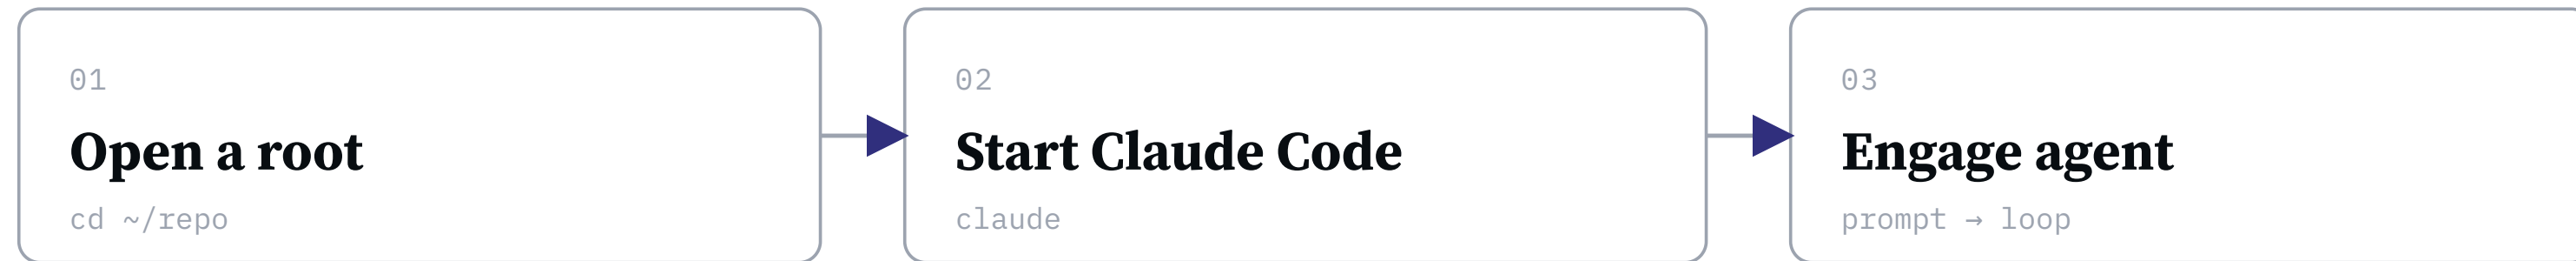 01
Open a root
cd ~/repo
02
Start Claude Code
claude
03
Engage agent
prompt → loop